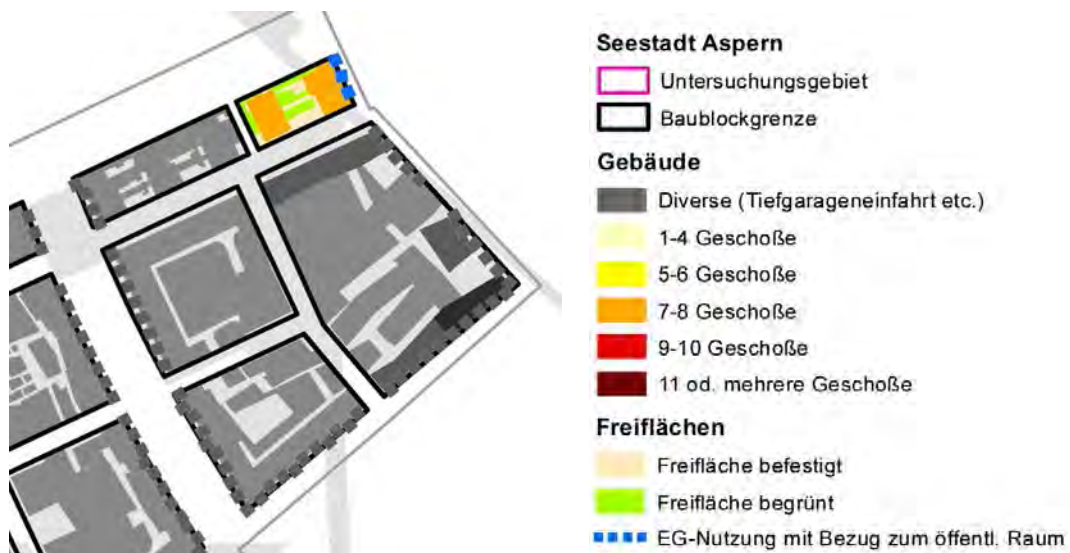 Seestadt Aspern
Untersuchungsgebiet
Baublockgrenze
Gebäude
Diverse (Tiefgarageneinfahrt etc.)
1-4 Geschoße
5-6 Geschoße
7-8 Geschoße
9-10 Geschoße
11 od. mehrere Geschoße
Freiflächen
Freifläche befestigt
Freifläche begrünt
EG-Nutzung mit Bezug zum öffentl. Raum